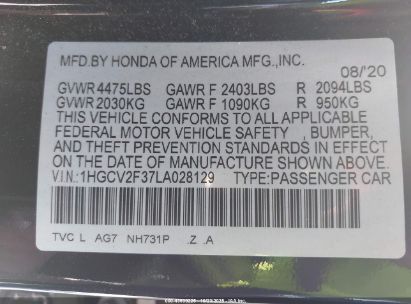 MFD.BY HONDA OF AMERICA MFG.,INC.
08/'20
GVWR 4475LBS GAWR F 2403LBS R 2094LBS
GVWR 2030KG GAWR F 1090KG R 950KG
THIS VEHICLE CONFORMS TO ALL APPLICABLE
FEDERAL MOTOR VEHICLE SAFETY , BUMPER,
AND THEFT PREVENTION STANDARDS IN EFFECT
ON THE DATE OF MANUFACTURE SHOWN ABOVE.
V.I.N.: 1HGCV2F37LA028129 TYPE:PASSENGER CAR
TVC L AG7 NH731P .Z .A